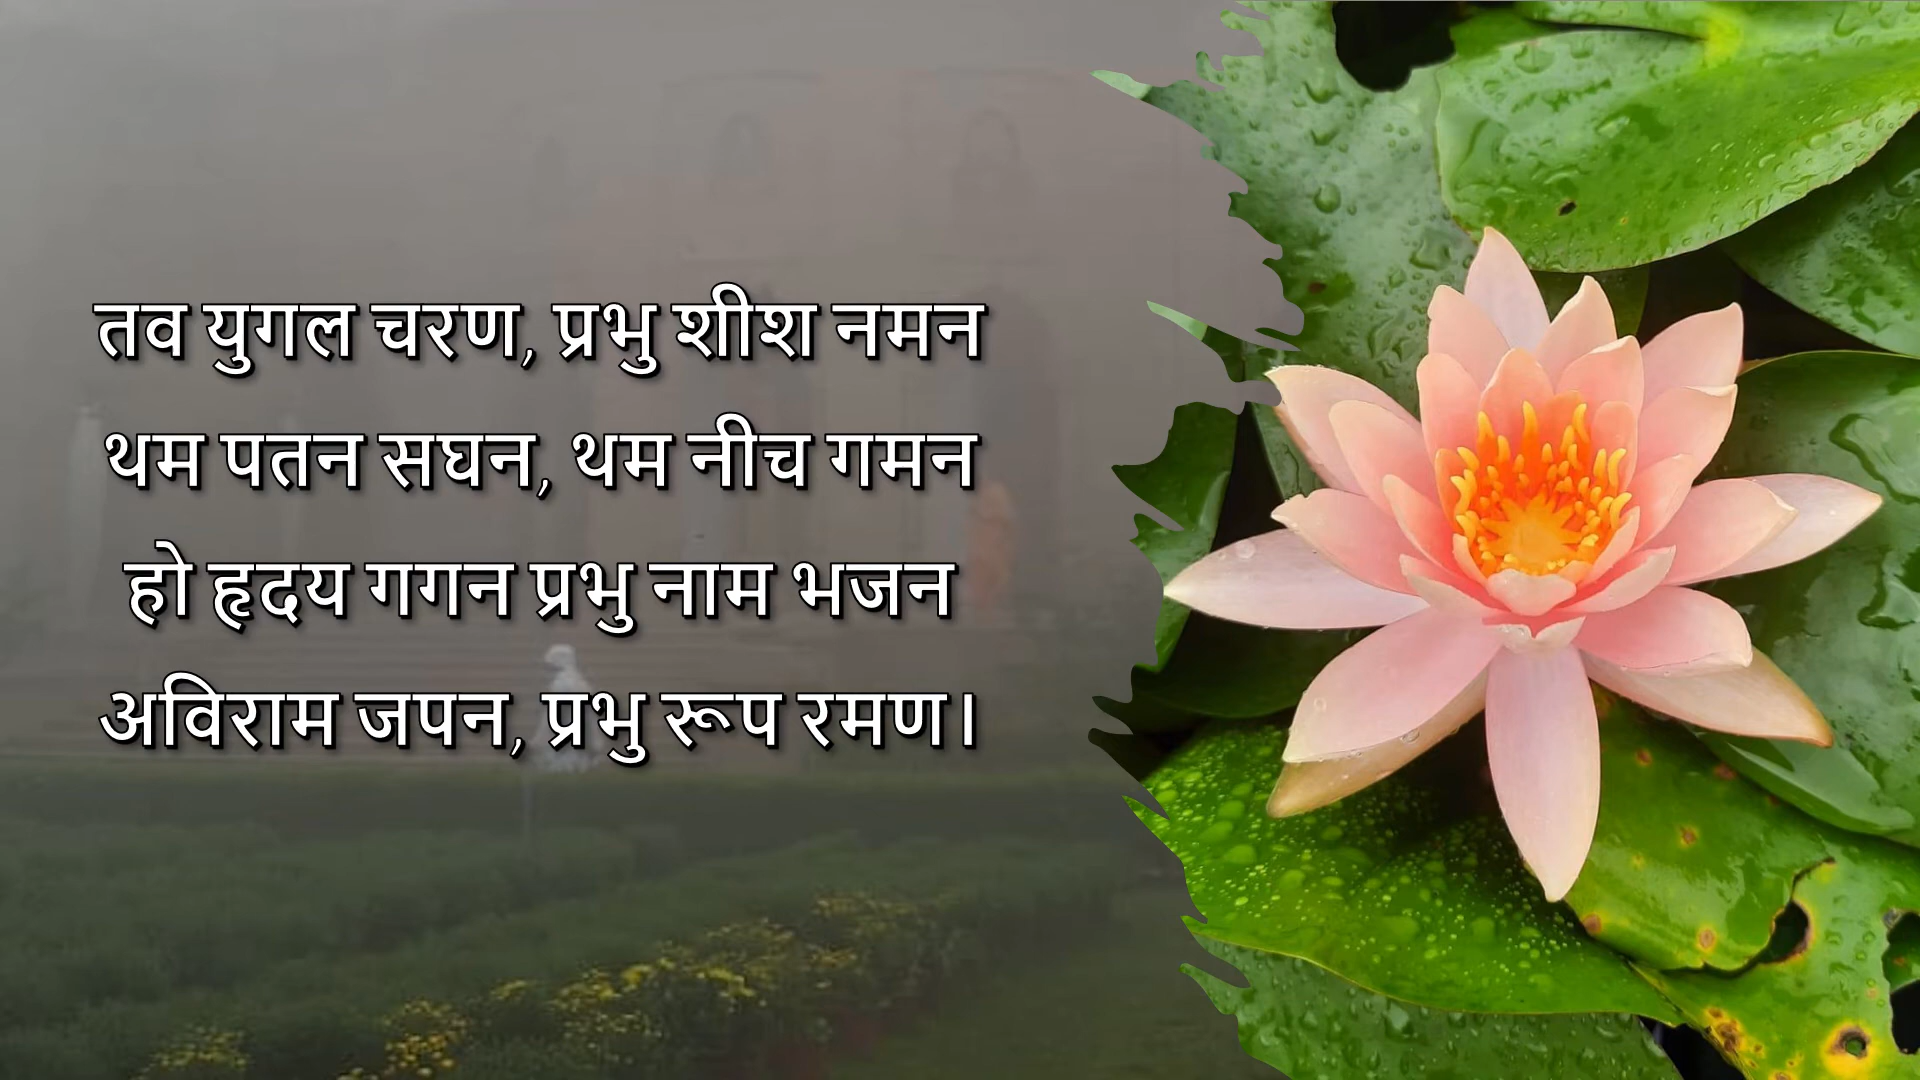 तव युगल चरण, प्रभु शीश नमन
थम पतन सघन, थम नीच गमन
हो हृदय गगन प्रभु नाम भजन
अविराम जपन, प्रभु रूप रमण।